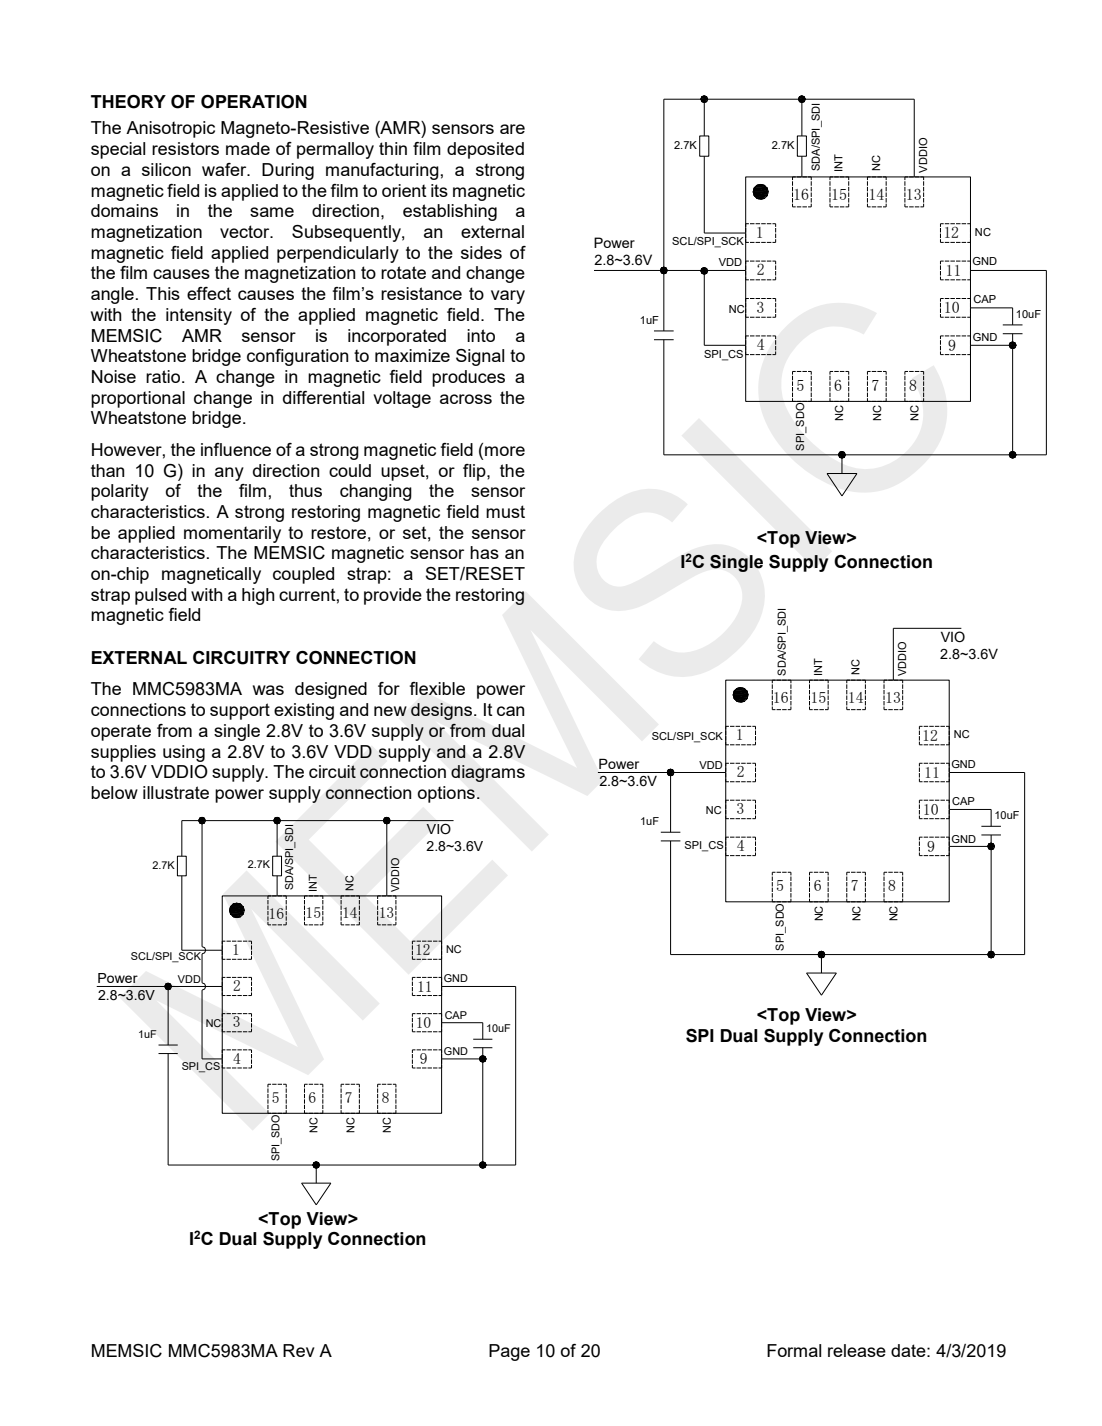 THEORY OF OPERATION
The Anisotropic Magneto-Resistive (AMR) sensors are
special resistors made of permalloy thin film deposited
on a silicon wafer. During manufacturing, a strong
magnetic field is applied to the film to orient its magnetic
domains in the same direction, establishing a
magnetization vector. Subsequently, an external
magnetic field applied perpendicularly to the sides of
the film causes the magnetization to rotate and change
angle. This effect causes the film's resistance to vary
with the intensity of the applied magnetic field. The
MEMSIC AMR sensor is incorporated into a
Wheatstone bridge configuration to maximize Signal to
Noise ratio. A change in magnetic field produces a
proportional change in differential voltage across the
Wheatstone bridge.
However, the influence of a strong magnetic field (more
than 10 G) in any direction could upset, or flip, the
polarity of the film, thus changing the sensor
characteristics. A strong restoring magnetic field must
be applied momentarily to restore, or set, the sensor
characteristics. The MEMSIC magnetic sensor has an
on-chip magnetically coupled strap: a SET/RESET
strap pulsed with a high current, to provide the restoring
magnetic field
EXTERNAL CIRCUITRY CONNECTION
The MMC5983MA was designed for flexible power
connections to support existing and new designs. It can
operate from a single 2.8V to 3.6V supply or from dual
supplies using a 2.8V to 3.6V VDD supply and a 2.8V
to 3.6V VDDIO supply. The circuit connection diagrams
below illustrate power supply connection options.
VIO
2.8~3.6V
2.7K 2.7K
SDA/SPI_SDI INT NC VDDIO
16 15 14 13
SCL/SPI_SCK 1 12 NC
Power
2.8~3.6V
VDD 2 11 GND
NC 3 10 CAP
1uF 10uF
SPI_CS 4 9 GND
5 6 7 8
SPI_SDO NC NC NC
<Top View>
I²C Dual Supply Connection
2.7K 2.7K
SDA/SPI_SDI INT NC VDDIO
16 15 14 13
SCL/SPI_SCK 1 12 NC
Power
2.8~3.6V
VDD 2 11 GND
NC 3 10 CAP
1uF 10uF
SPI_CS 4 9 GND
5 6 7 8
SPI_SDO NC NC NC
<Top View>
I²C Single Supply Connection
VIO
2.8~3.6V
SDA/SPI_SDI INT NC VDDIO
16 15 14 13
SCL/SPI_SCK 1 12 NC
Power
2.8~3.6V
VDD 2 11 GND
NC 3 10 CAP
1uF 10uF
SPI_CS 4 9 GND
5 6 7 8
SPI_SDO NC NC NC
<Top View>
SPI Dual Supply Connection
MEMSIC
MEMSIC MMC5983MA Rev A Page 10 of 20 Formal release date: 4/3/2019